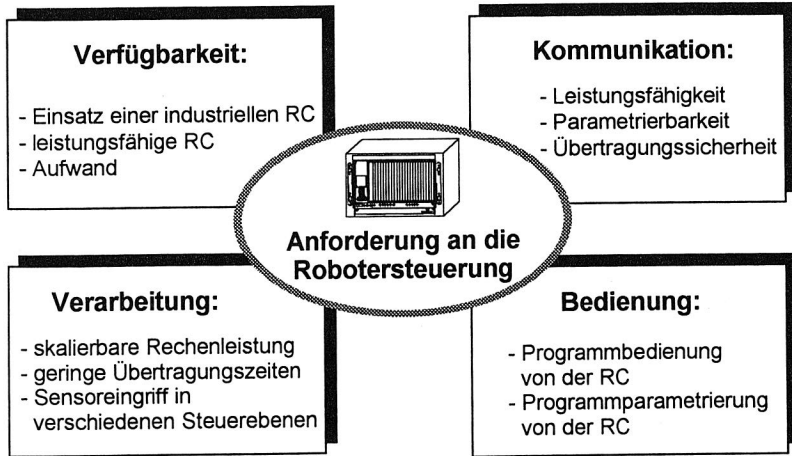 Verfügbarkeit:
- Einsatz einer industriellen RC
- leistungsfähige RC
- Aufwand
Kommunikation:
- Leistungsfähigkeit
- Parametrierbarkeit
- Übertragungssicherheit
Anforderung an die
Robotersteuerung
Verarbeitung:
- skalierbare Rechenleistung
- geringe Übertragungszeiten
- Sensoreingriff in
verschiedenen Steuerebenen
Bedienung:
- Programmbedienung
von der RC
- Programmparametrierung
von der RC